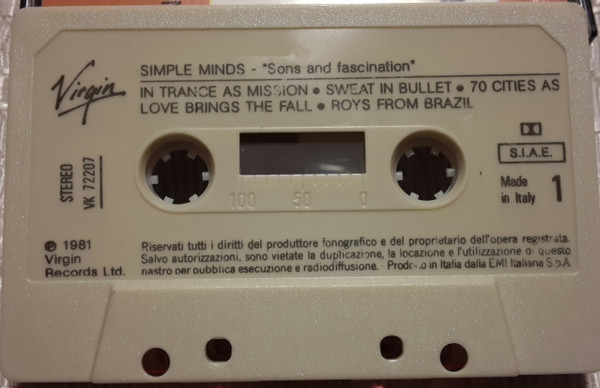 Virgin
SIMPLE MINDS - "Sons and fascination"
IN TRANCE AS MISSION ● SWEAT IN BULLET ● 70 CITIES AS
LOVE BRINGS THE FALL ● ROYS FROM BRAZIL
STEREO
VK 72207
100 50 0
S.I.A.E.
Made
in Italy
1
℗ 1981
Virgin
Records Ltd.
Riservati tutti i diritti del produttore fonografico e del proprietario dell'opera registrata.
Salvo autorizzazioni, sono vietate la duplicazione, la locazione e l'utilizzazione di questo
nastro per pubblica esecuzione e radiodiffusione. · Prodotto in Italia dalla EMI Italiana S.p.A